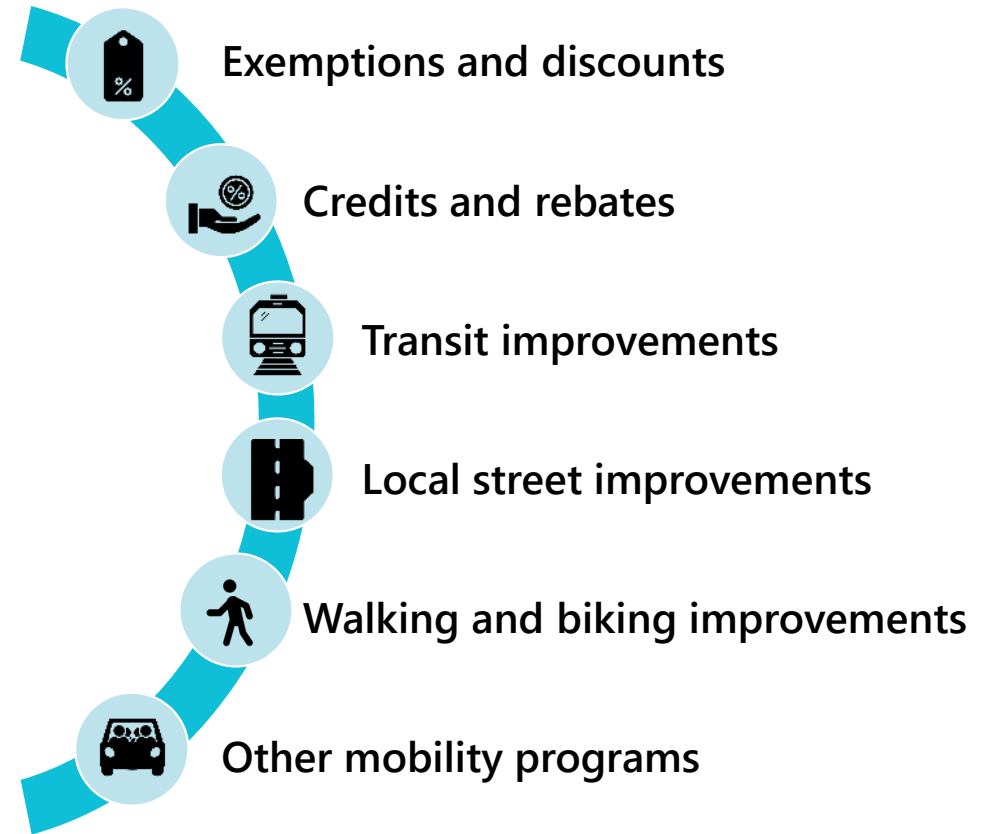 Exemptions and discounts
Credits and rebates
Transit improvements
Local street improvements
Walking and biking improvements
Other mobility programs